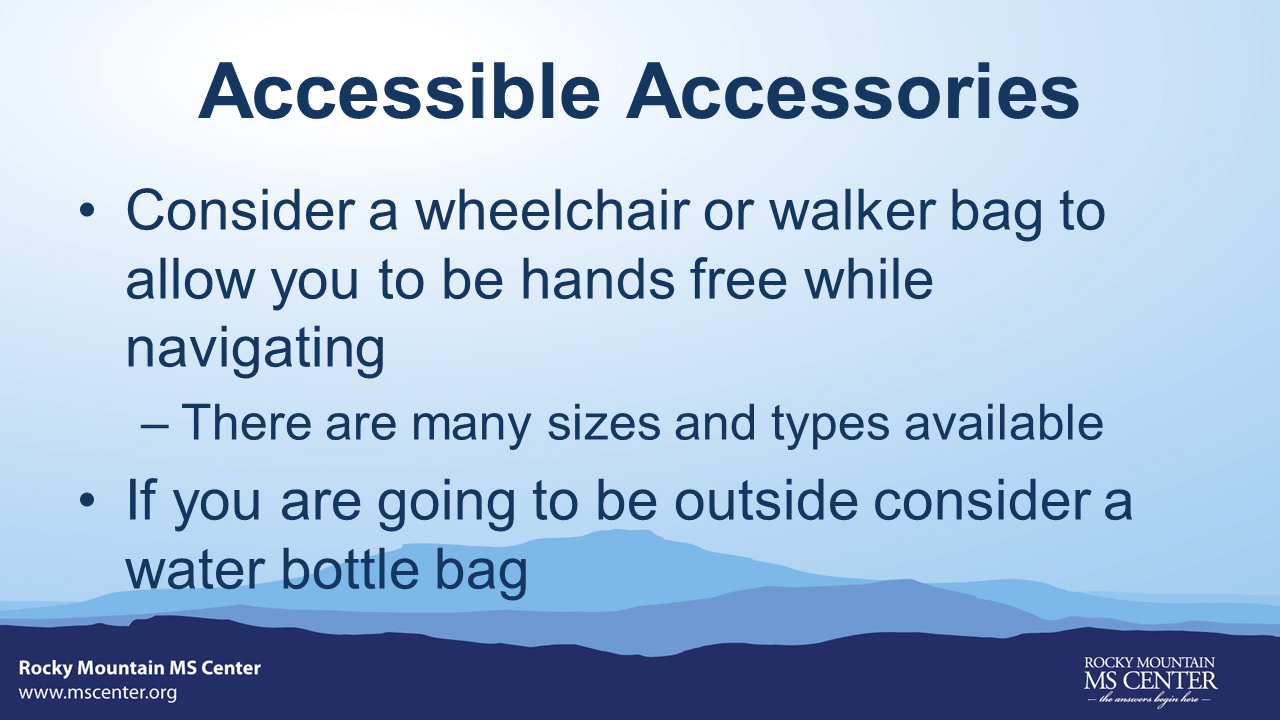 Accessible Accessories
• Consider a wheelchair or walker bag to
allow you to be hands free while
navigating
– There are many sizes and types available
• If you are going to be outside consider a
water bottle bag
Rocky Mountain MS Center
www.mscenter.org
ROCKY MOUNTAIN
MS CENTER
— the answers begin here —